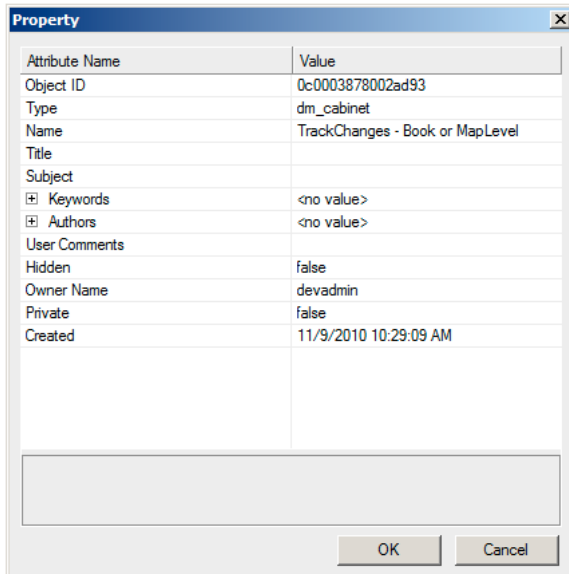 Property
Attribute Name Value
Object ID 0c0003878002ad93
Type dm_cabinet
Name TrackChanges - Book or MapLevel
Title
Subject
Keywords <no value>
Authors <no value>
User Comments
Hidden false
Owner Name devadmin
Private false
Created 11/9/2010 10:29:09 AM
OK Cancel